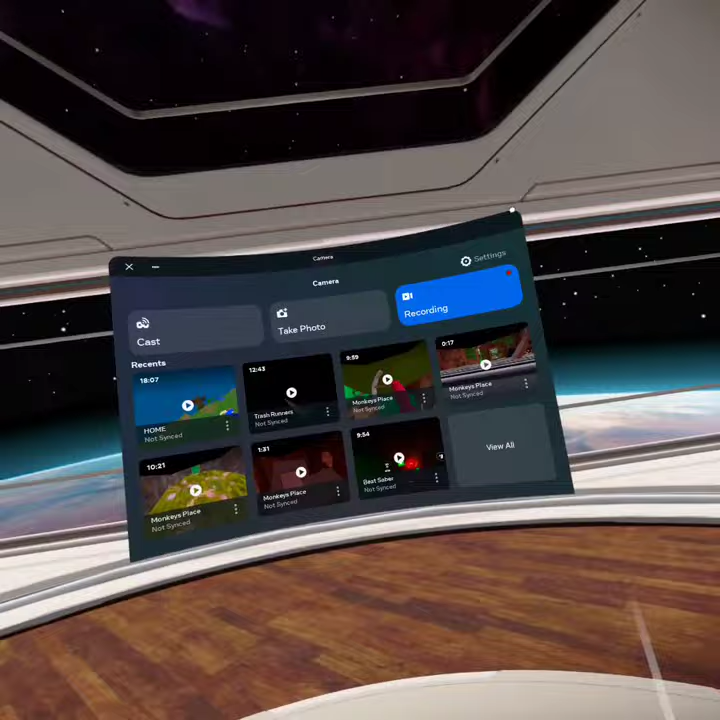 Camera
Camera
Settings
Cast
Take Photo
Recording
Recents
18:07
HOME
Not Synced
12:43
Trash Runners
Not Synced
9:59
Monkeys Place
Not Synced
0:17
Monkeys Place
Not Synced
10:21
Monkeys Place
Not Synced
1:31
Monkeys Place
Not Synced
9:54
Beat Saber
Not Synced
View All